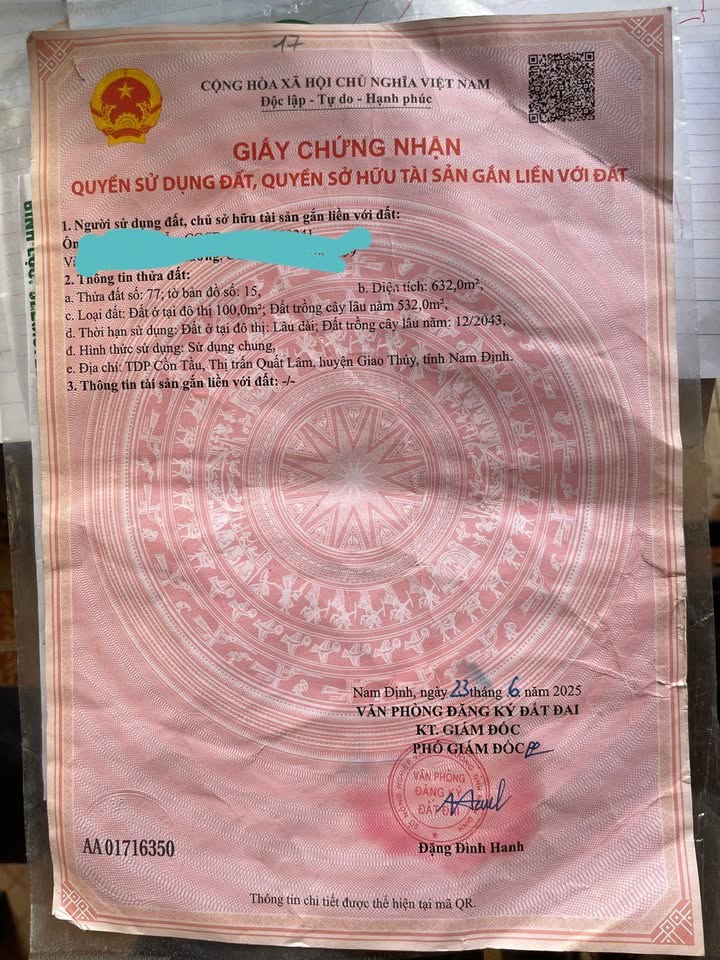 17
CỘNG HÒA XÃ HỘI CHỦ NGHĨA VIỆT NAM
Độc lập - Tự do - Hạnh phúc
GIẤY CHỨNG NHẬN
QUYỀN SỬ DỤNG ĐẤT, QUYỀN SỞ HỮU TÀI SẢN GẮN LIỀN VỚI ĐẤT
1. Người sử dụng đất, chủ sở hữu tài sản gắn liền với đất:
2. Thông tin thửa đất:
a. Thửa đất số: 77; tờ bản đồ số: 15, b. Diện tích: 632,0m²,
c. Loại đất: Đất ở tại đô thị 100,0m²; Đất trồng cây lâu năm 532,0m²,
d. Thời hạn sử dụng: Đất ở tại đô thị: Lâu dài; Đất trồng cây lâu năm: 12/2043,
đ. Hình thức sử dụng: Sử dụng chung,
e. Địa chỉ: TDP Cồn Tầu, Thị trấn Quất Lâm, huyện Giao Thủy, tỉnh Nam Định.
3. Thông tin tài sản gắn liền với đất: -/-
Nam Định, ngày 23 tháng 6 năm 2025
VĂN PHÒNG ĐĂNG KÝ ĐẤT ĐAI
KT. GIÁM ĐỐC
PHÓ GIÁM ĐỐC
VĂN PHÒNG
ĐĂNG KÝ
ĐẤT ĐAI
Đặng Đình Hanh
AA 01716350
Thông tin chi tiết được thể hiện tại mã QR.